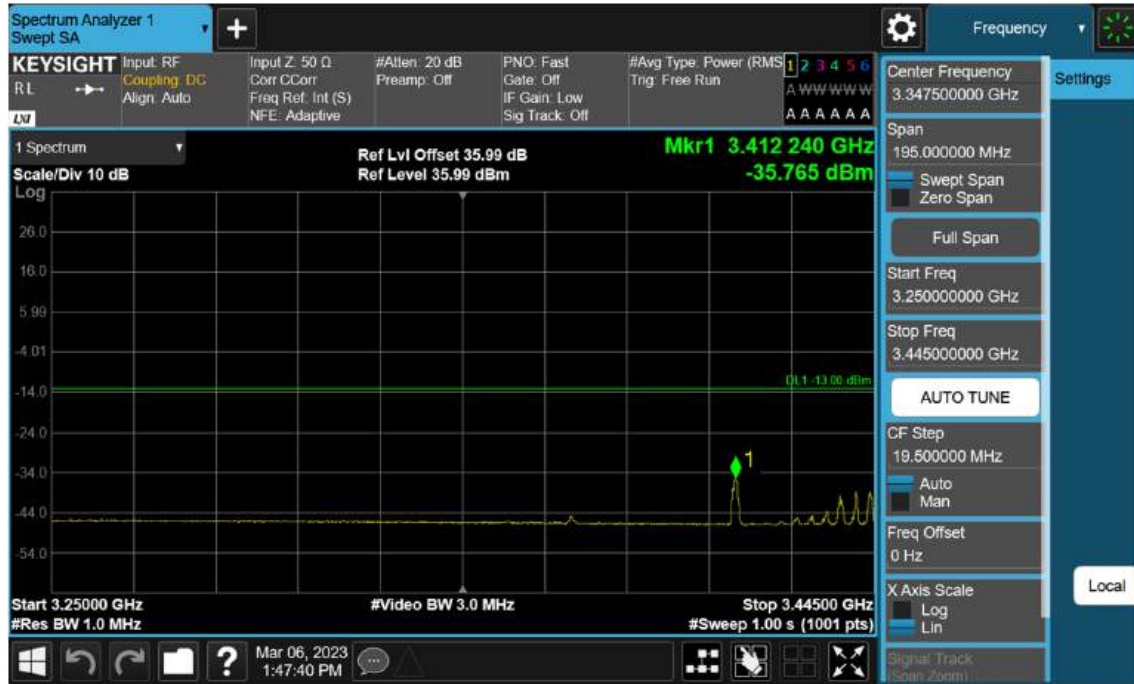 Spectrum Analyzer 1
Swept SA
Frequency
KEYSIGHT
RL
LXI
Input: RF
Coupling: DC
Align: Auto
Input Z: 50 Ω
Corr CCorr
Freq Ref: Int (S)
NFE: Adaptive
#Atten: 20 dB
Preamp: Off
PNO: Fast
Gate: Off
IF Gain: Low
Sig Track: Off
#Avg Type: Power (RMS
Trig: Free Run
1 2 3 4 5 6
A W W W W W
A A A A A A
1 Spectrum
Scale/Div 10 dB
Ref Lvl Offset 35.99 dB
Ref Level 35.99 dBm
Mkr1 3.412 240 GHz
-35.765 dBm
Log
26.0
16.0
5.99
-4.01
-14.0
-24.0
-34.0
-44.0
-54.0
DL1 -13.00 dBm
1
Start 3.25000 GHz
#Res BW 1.0 MHz
#Video BW 3.0 MHz
Stop 3.44500 GHz
#Sweep 1.00 s (1001 pts)
Center Frequency
3.347500000 GHz
Span
195.000000 MHz
Swept Span
Zero Span
Full Span
Start Freq
3.250000000 GHz
Stop Freq
3.445000000 GHz
AUTO TUNE
CF Step
19.500000 MHz
Auto
Man
Freq Offset
0 Hz
X Axis Scale
Log
Lin
Signal Track
(Span Zoom)
Settings
Local
?
Mar 06, 2023
1:47:40 PM